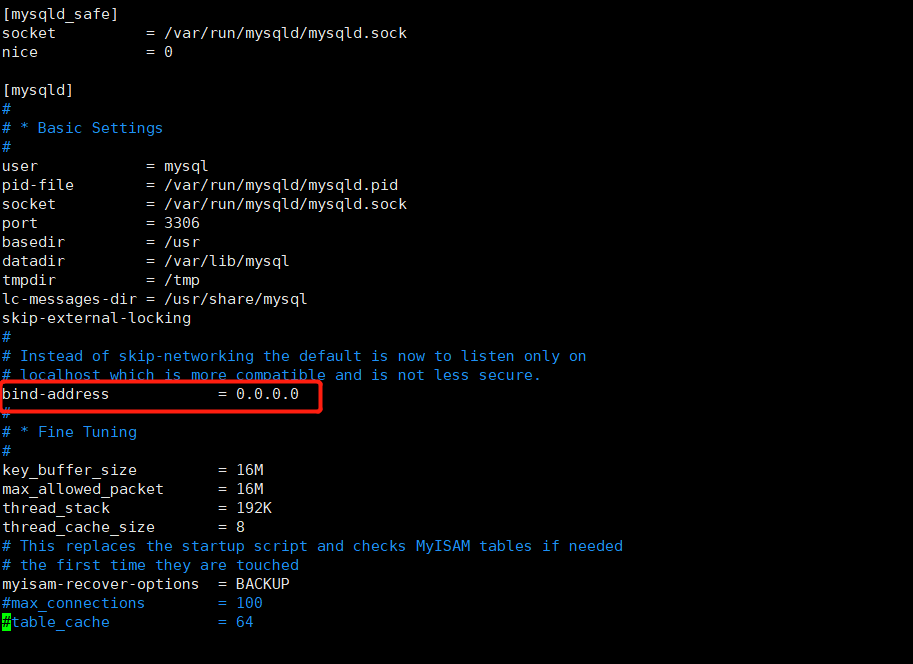 [mysqld_safe]
socket          = /var/run/mysqld/mysqld.sock
nice            = 0
[mysqld]
#
# * Basic Settings
#
user            = mysql
pid-file        = /var/run/mysqld/mysqld.pid
socket          = /var/run/mysqld/mysqld.sock
port            = 3306
basedir         = /usr
datadir         = /var/lib/mysql
tmpdir          = /tmp
lc-messages-dir = /usr/share/mysql
skip-external-locking
#
# Instead of skip-networking the default is now to listen only on
# localhost which is more compatible and is not less secure.
bind-address            = 0.0.0.0
#
# * Fine Tuning
#
key_buffer_size         = 16M
max_allowed_packet      = 16M
thread_stack            = 192K
thread_cache_size       = 8
# This replaces the startup script and checks MyISAM tables if needed
# the first time they are touched
myisam-recover-options  = BACKUP
#max_connections        = 100
#table_cache            = 64